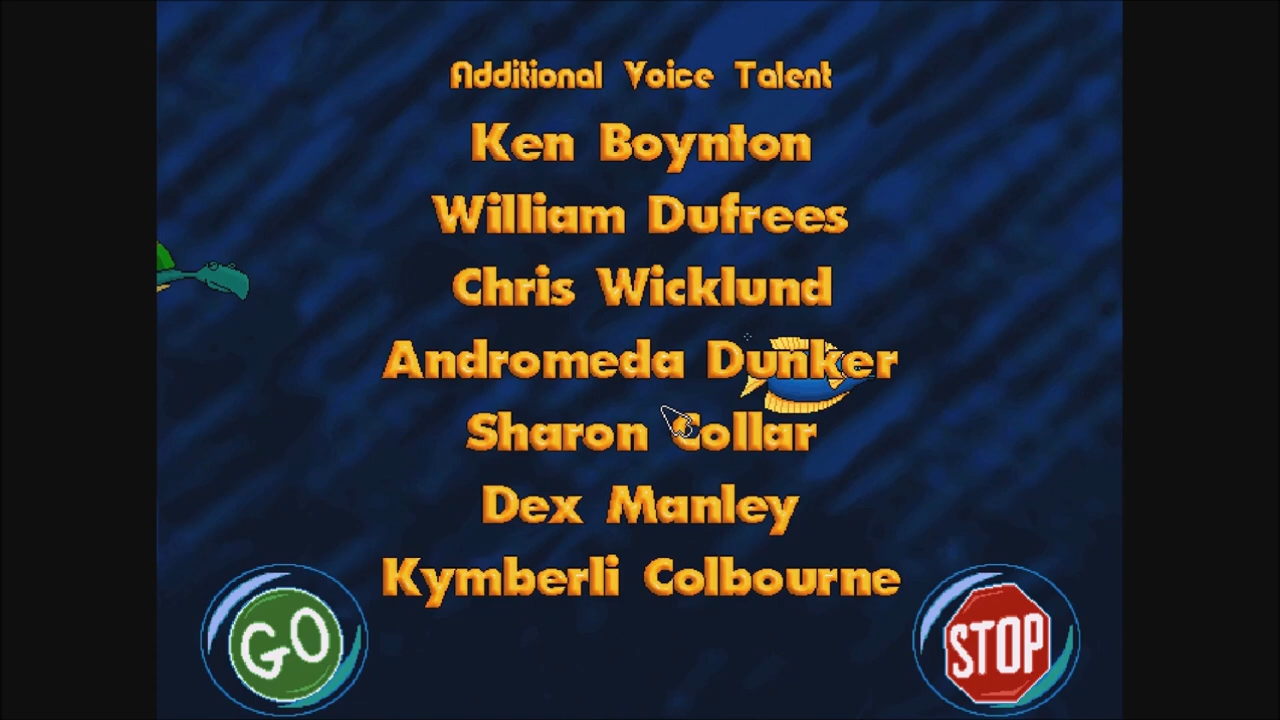 Additional Voice Talent
Ken Boynton
William Dufrees
Chris Wicklund
Andromeda Dunker
Sharon Collar
Dex Manley
Kymberli Colbourne
GO
STOP